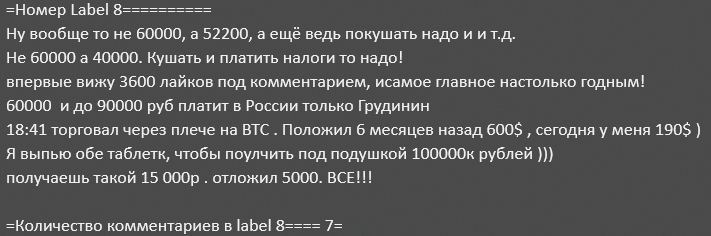 =Номер Label 8==========
Ну вообще то не 60000, а 52200, а ещё ведь покушать надо и и т.д.
Не 60000 а 40000. Кушать и платить налоги то надо!
впервые вижу 3600 лайков под комментарием, исамое главное настолько годным!
60000  и до 90000 руб платит в России только Грудинин
18:41 торговал через плече на BTC . Положил 6 месяцев назад 600$ , сегодня у меня 190$ )
Я выпью обе таблетк, чтобы поулчить под подушкой 100000к рублей )))
получаешь такой 15 000р . отложил 5000. ВСЕ!!!
=Количество комментариев в label 8==== 7=